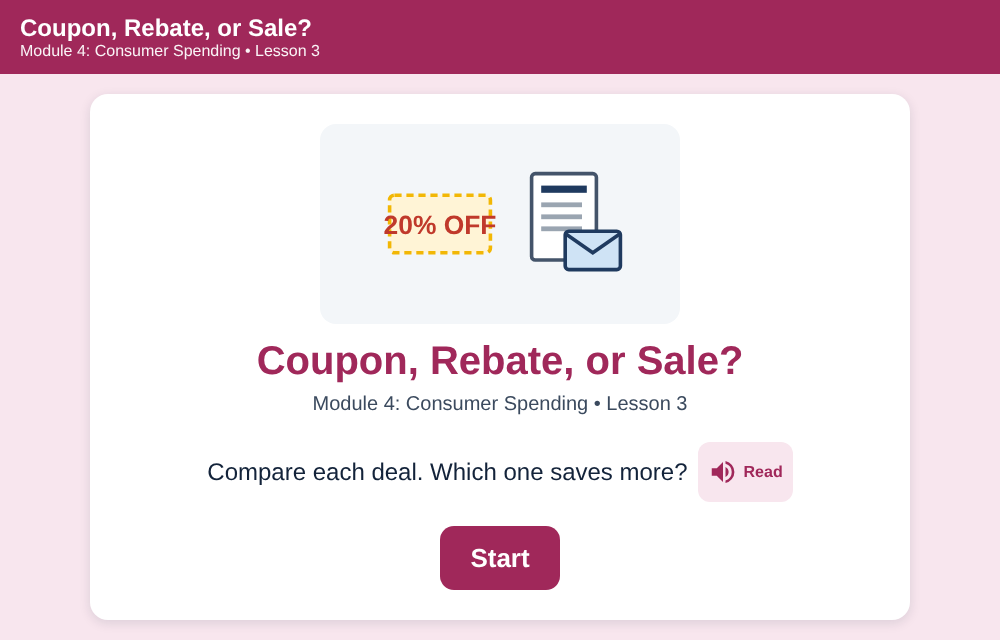 Coupon, Rebate, or Sale?
Module 4: Consumer Spending • Lesson 3
20% OFF
Coupon, Rebate, or Sale?
Module 4: Consumer Spending • Lesson 3
Compare each deal. Which one saves more?
Read
Start